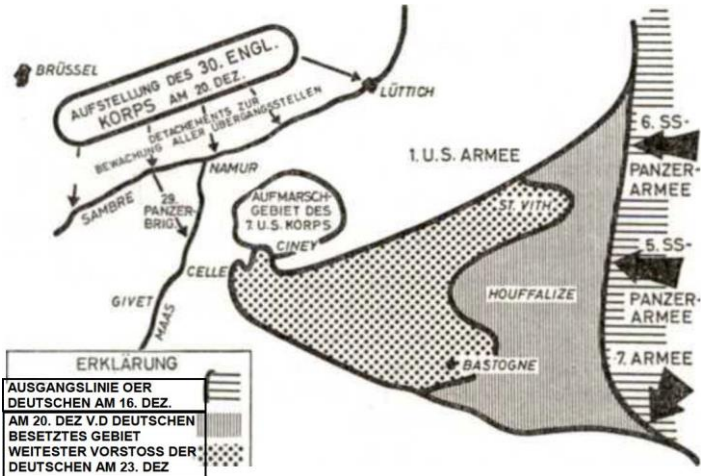 BRÜSSEL
AUFSTELLUNG DES 30. ENGL.
KORPS AM 20. DEZ.
DETACHEMENTS ZUR
BEWACHUNG ALLER ÜBERGANGSSTELLEN
LÜTTICH
6. SS-
PANZER-
ARMEE
1. U.S. ARMEE
NAMUR
SAMBRE
29.
PANZER-
BRIG.
AUFMARSCH-
GEBIET DES
7. U.S. KORPS
ST. VITH
CINEY
CELLE
5. SS-
PANZER-
ARMEE
HOUFFALIZE
GIVET
MAAS
7. ARMEE
BASTOGNE
ERKLÄRUNG
AUSGANGSLINIE OER
DEUTSCHEN AM 16. DEZ.
AM 20. DEZ V.D DEUTSCHEN
BESETZTES GEBIET
WEITESTER VORSTOSS DER
DEUTSCHEN AM 23. DEZ